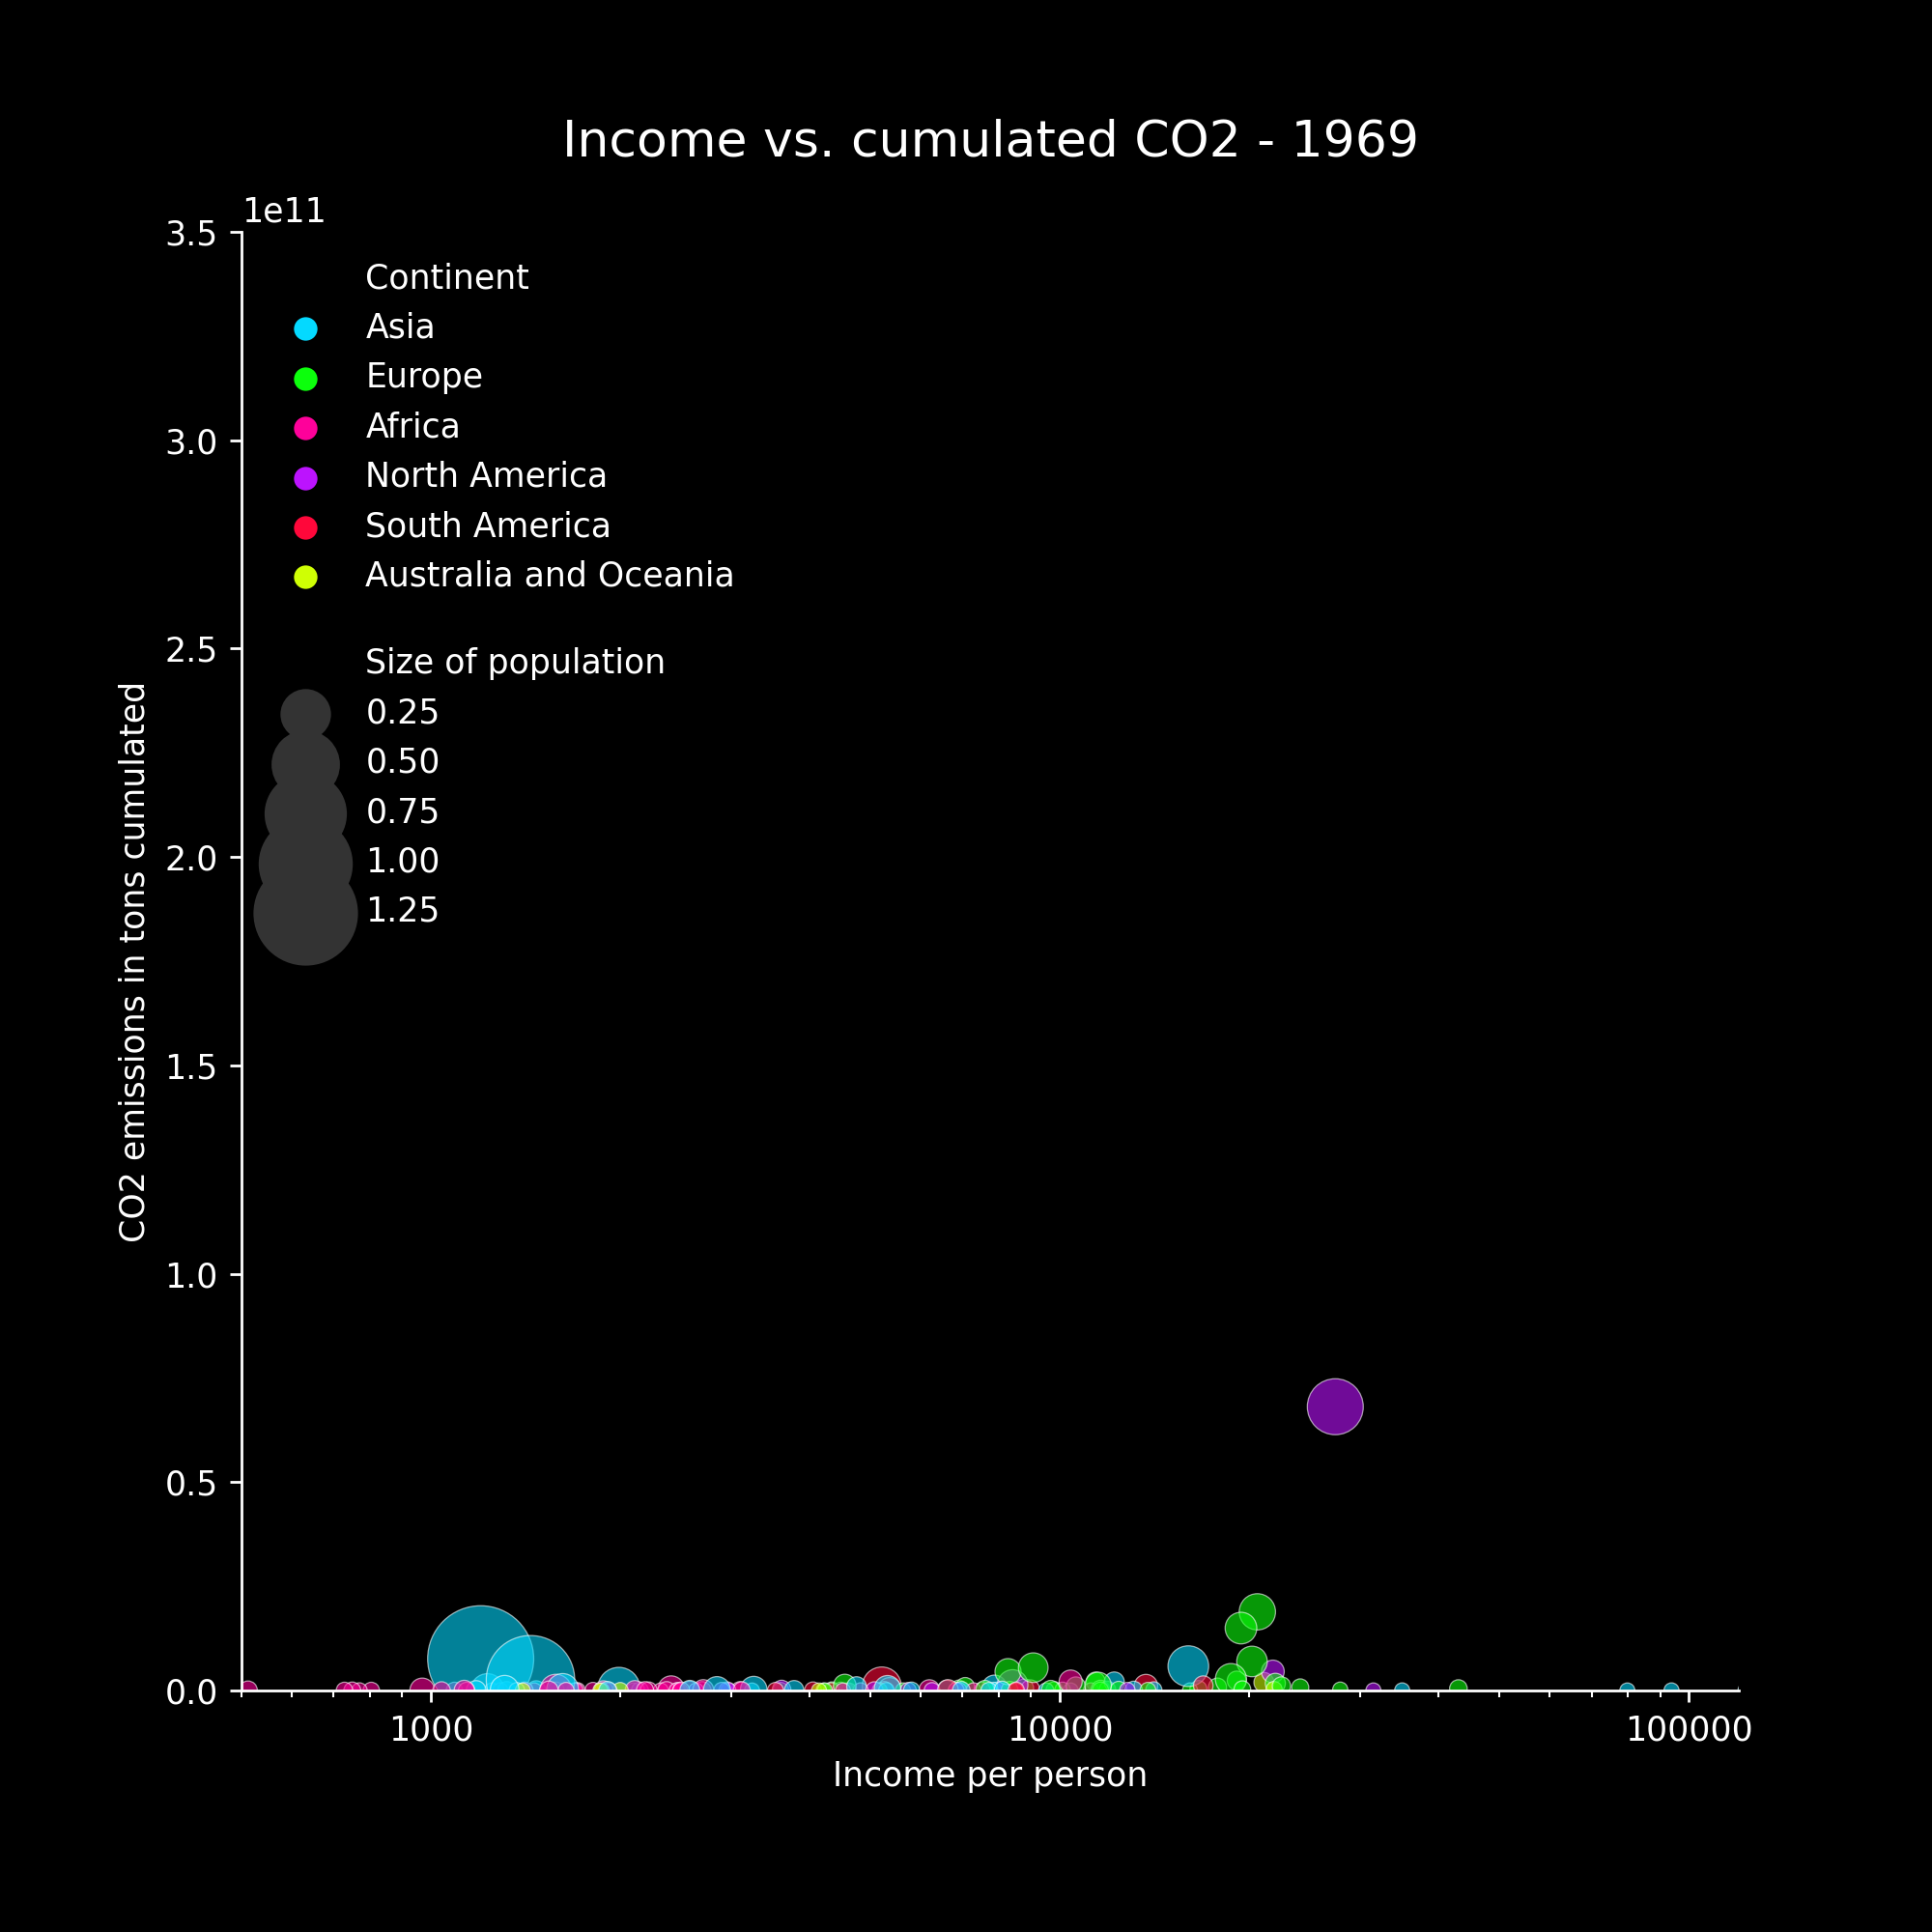 Income vs. cumulated CO2 - 1969
1e11
3.5
3.0
2.5
2.0
1.5
1.0
0.5
0.0
CO2 emissions in tons cumulated
Continent
Asia
Europe
Africa
North America
South America
Australia and Oceania
Size of population
0.25
0.50
0.75
1.00
1.25
1000
10000
100000
Income per person